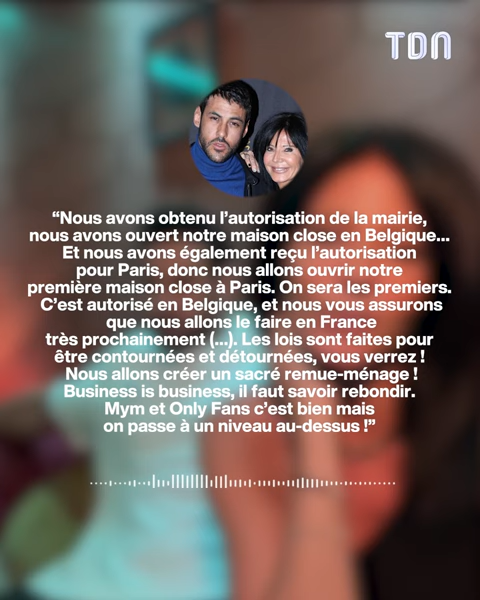 TDN
“Nous avons obtenu l’autorisation de la mairie,
nous avons ouvert notre maison close en Belgique...
Et nous avons également reçu l’autorisation
pour Paris, donc nous allons ouvrir notre
première maison close à Paris. On sera les premiers.
C’est autorisé en Belgique, et nous vous assurons
que nous allons le faire en France
très prochainement (...). Les lois sont faites pour
être contournées et détournées, vous verrez !
Nous allons créer un sacré remue-ménage !
Business is business, il faut savoir rebondir.
Mym et Only Fans c’est bien mais
on passe à un niveau au-dessus !”